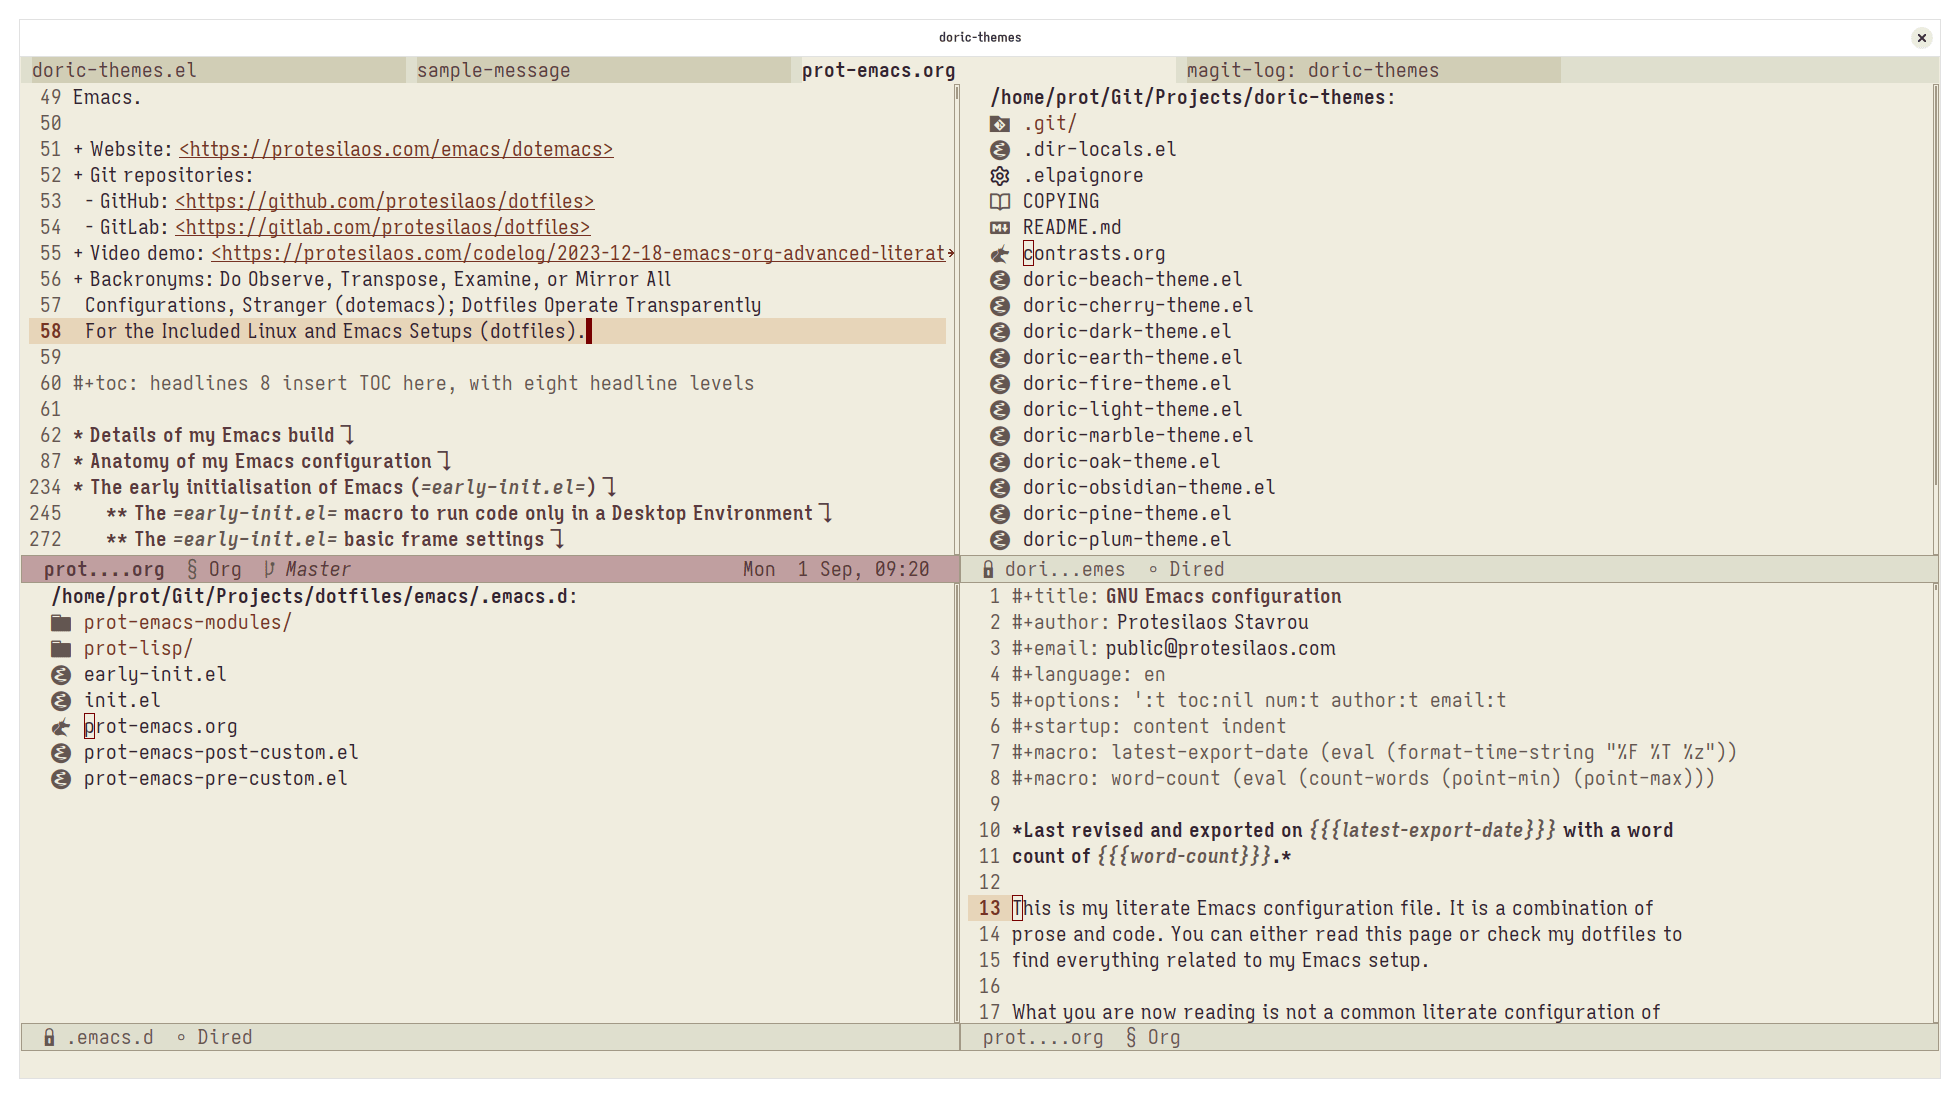 doric-themes
doric-themes.el
sample-message
prot-emacs.org
magit-log: doric-themes
49 Emacs.
50
51 + Website: <https://protesilaos.com/emacs/dotemacs>
52 + Git repositories:
53   - GitHub: <https://github.com/protesilaos/dotfiles>
54   - GitLab: <https://gitlab.com/protesilaos/dotfiles>
55 + Video demo: <https://protesilaos.com/codelog/2023-12-18-emacs-org-advanced-literat→
56 + Backronyms: Do Observe, Transpose, Examine, or Mirror All
57   Configurations, Stranger (dotemacs); Dotfiles Operate Transparently
58   For the Included Linux and Emacs Setups (dotfiles).
59
60 #+toc: headlines 8 insert TOC here, with eight headline levels
61
62 * Details of my Emacs build ⤵
87 * Anatomy of my Emacs configuration ⤵
234 * The early initialisation of Emacs (=early-init.el=) ⤵
245   ** The =early-init.el= macro to run code only in a Desktop Environment ⤵
272   ** The =early-init.el= basic frame settings ⤵
prot....org § Org Master Mon 1 Sep, 09:20
/home/prot/Git/Projects/doric-themes:
.git/
.dir-locals.el
.elpaignore
COPYING
README.md
contrasts.org
doric-beach-theme.el
doric-cherry-theme.el
doric-dark-theme.el
doric-earth-theme.el
doric-fire-theme.el
doric-light-theme.el
doric-marble-theme.el
doric-oak-theme.el
doric-obsidian-theme.el
doric-pine-theme.el
doric-plum-theme.el
dori...emes ∘ Dired
/home/prot/Git/Projects/dotfiles/emacs/.emacs.d:
prot-emacs-modules/
prot-lisp/
early-init.el
init.el
prot-emacs.org
prot-emacs-post-custom.el
prot-emacs-pre-custom.el
.emacs.d ∘ Dired
1 #+title: GNU Emacs configuration
2 #+author: Protesilaos Stavrou
3 #+email: public@protesilaos.com
4 #+language: en
5 #+options: ':t toc:nil num:t author:t email:t
6 #+startup: content indent
7 #+macro: latest-export-date (eval (format-time-string "%F %T %z"))
8 #+macro: word-count (eval (count-words (point-min) (point-max)))
9
10 *Last revised and exported on {{{latest-export-date}}} with a word
11 count of {{{word-count}}}.*
12
13 This is my literate Emacs configuration file. It is a combination of
14 prose and code. You can either read this page or check my dotfiles to
15 find everything related to my Emacs setup.
16
17 What you are now reading is not a common literate configuration of
prot....org § Org